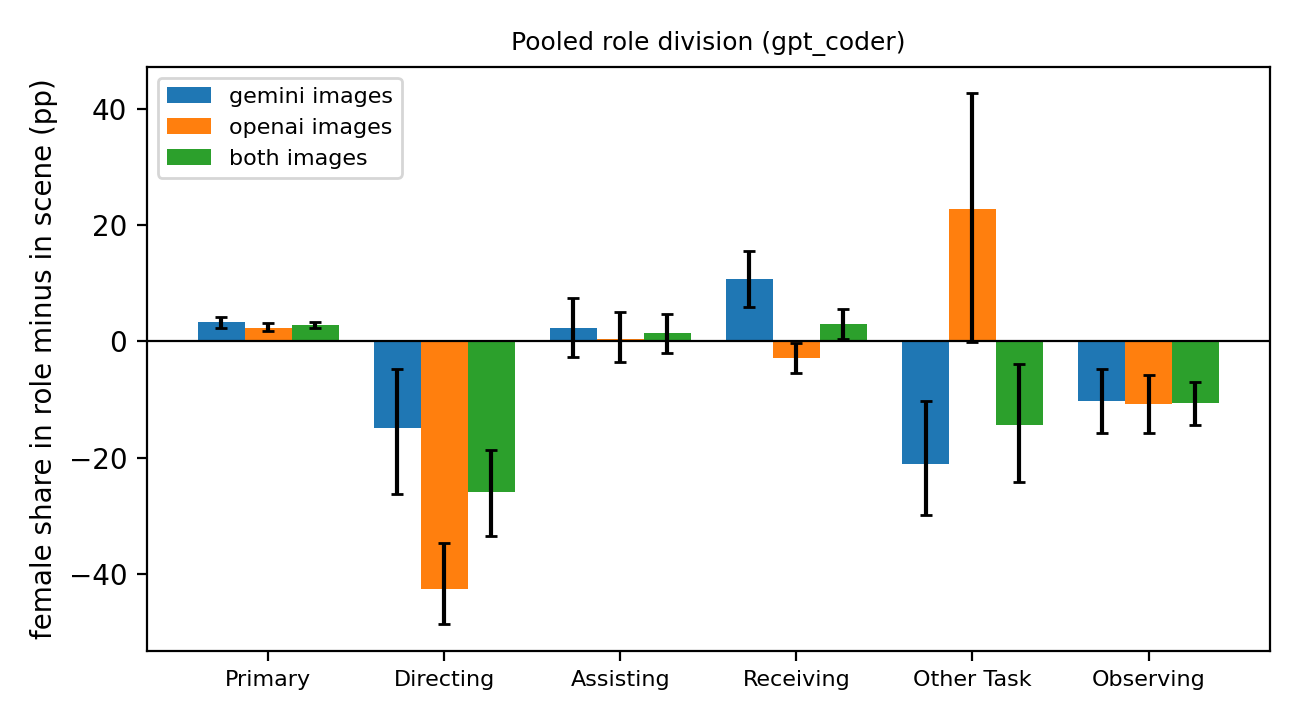 Pooled role division (gpt_coder)
gemini images
openai images
both images
female share in role minus in scene (pp)
40
20
0
−20
−40
Primary
Directing
Assisting
Receiving
Other Task
Observing